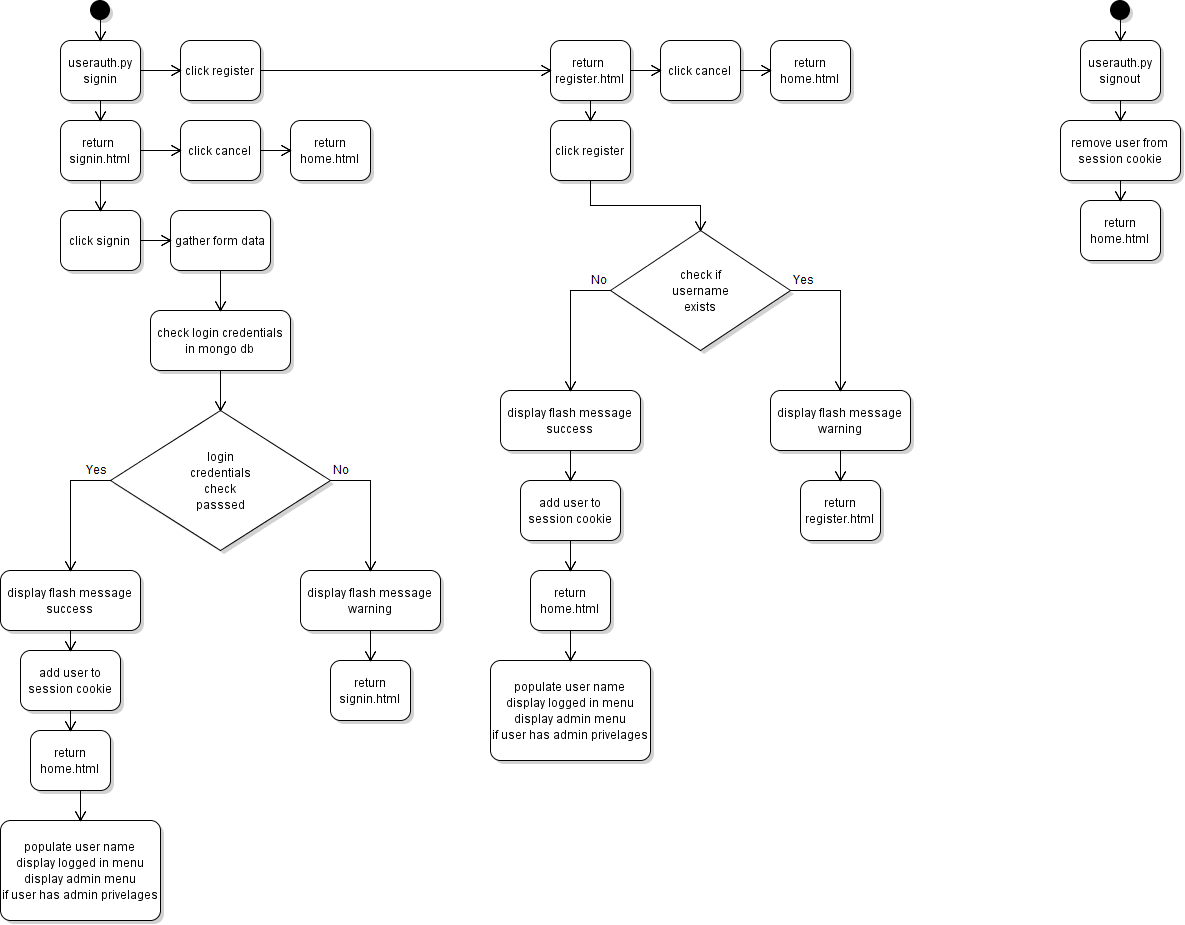 userauth.py
signin
click register
return
register.html
click cancel
return
home.html
userauth.py
signout
return
signin.html
click cancel
return
home.html
click register
remove user from
session cookie
click signin
gather form data
return
home.html
check if
username
exists
No
Yes
check login credentials
in mongo db
display flash message
success
display flash message
warning
login
credentials
check
passsed
Yes
No
add user to
session cookie
return
register.html
display flash message
success
display flash message
warning
return
home.html
add user to
session cookie
return
signin.html
populate user name
display logged in menu
display admin menu
if user has admin privelages
return
home.html
populate user name
display logged in menu
display admin menu
if user has admin privelages